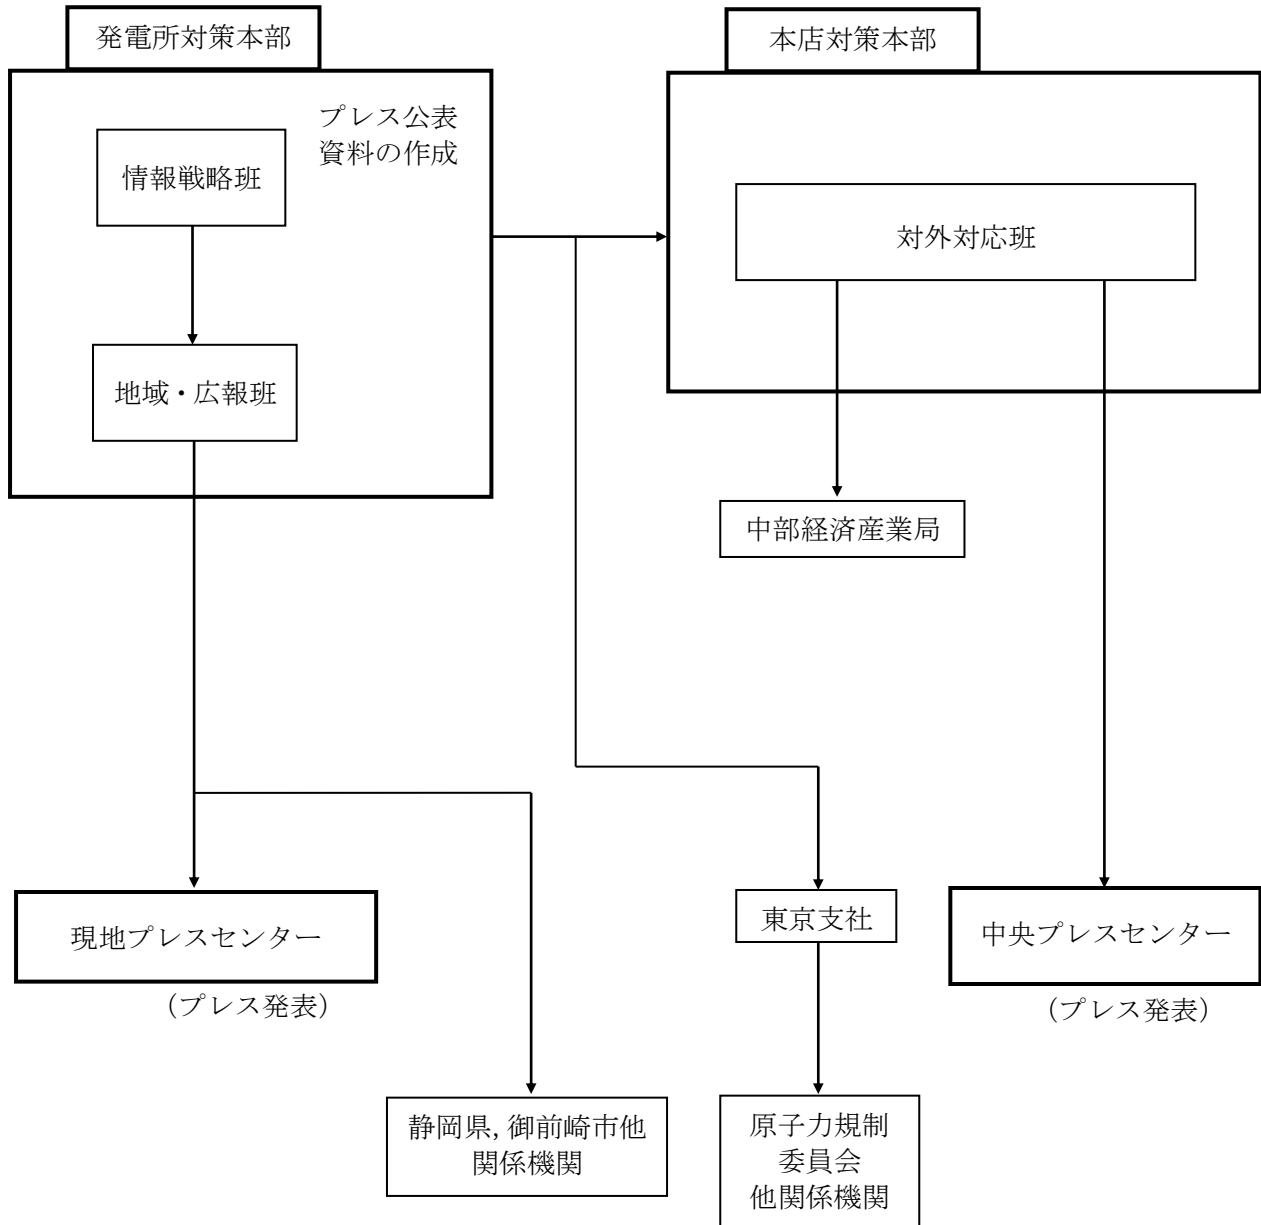 発電所対策本部
本店対策本部
プレス公表
資料の作成
情報戦略班
対外対応班
地域・広報班
中部経済産業局
東京支社
現地プレスセンター
中央プレスセンター
（プレス発表）
（プレス発表）
静岡県，御前崎市他
関係機関
原子力規制
委員会
他関係機関